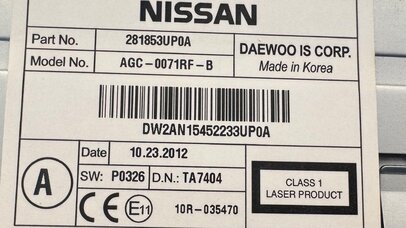 NISSAN
Part No. 281853UP0A DAEWOO IS CORP.
Model No. AGC-0071RF-B Made in Korea
DW2AN15452233UP0A
A Date 10.23.2012
SW: P0326 D.N.: TA7404
CLASS 1
LASER PRODUCT
CE E11 10R-035470